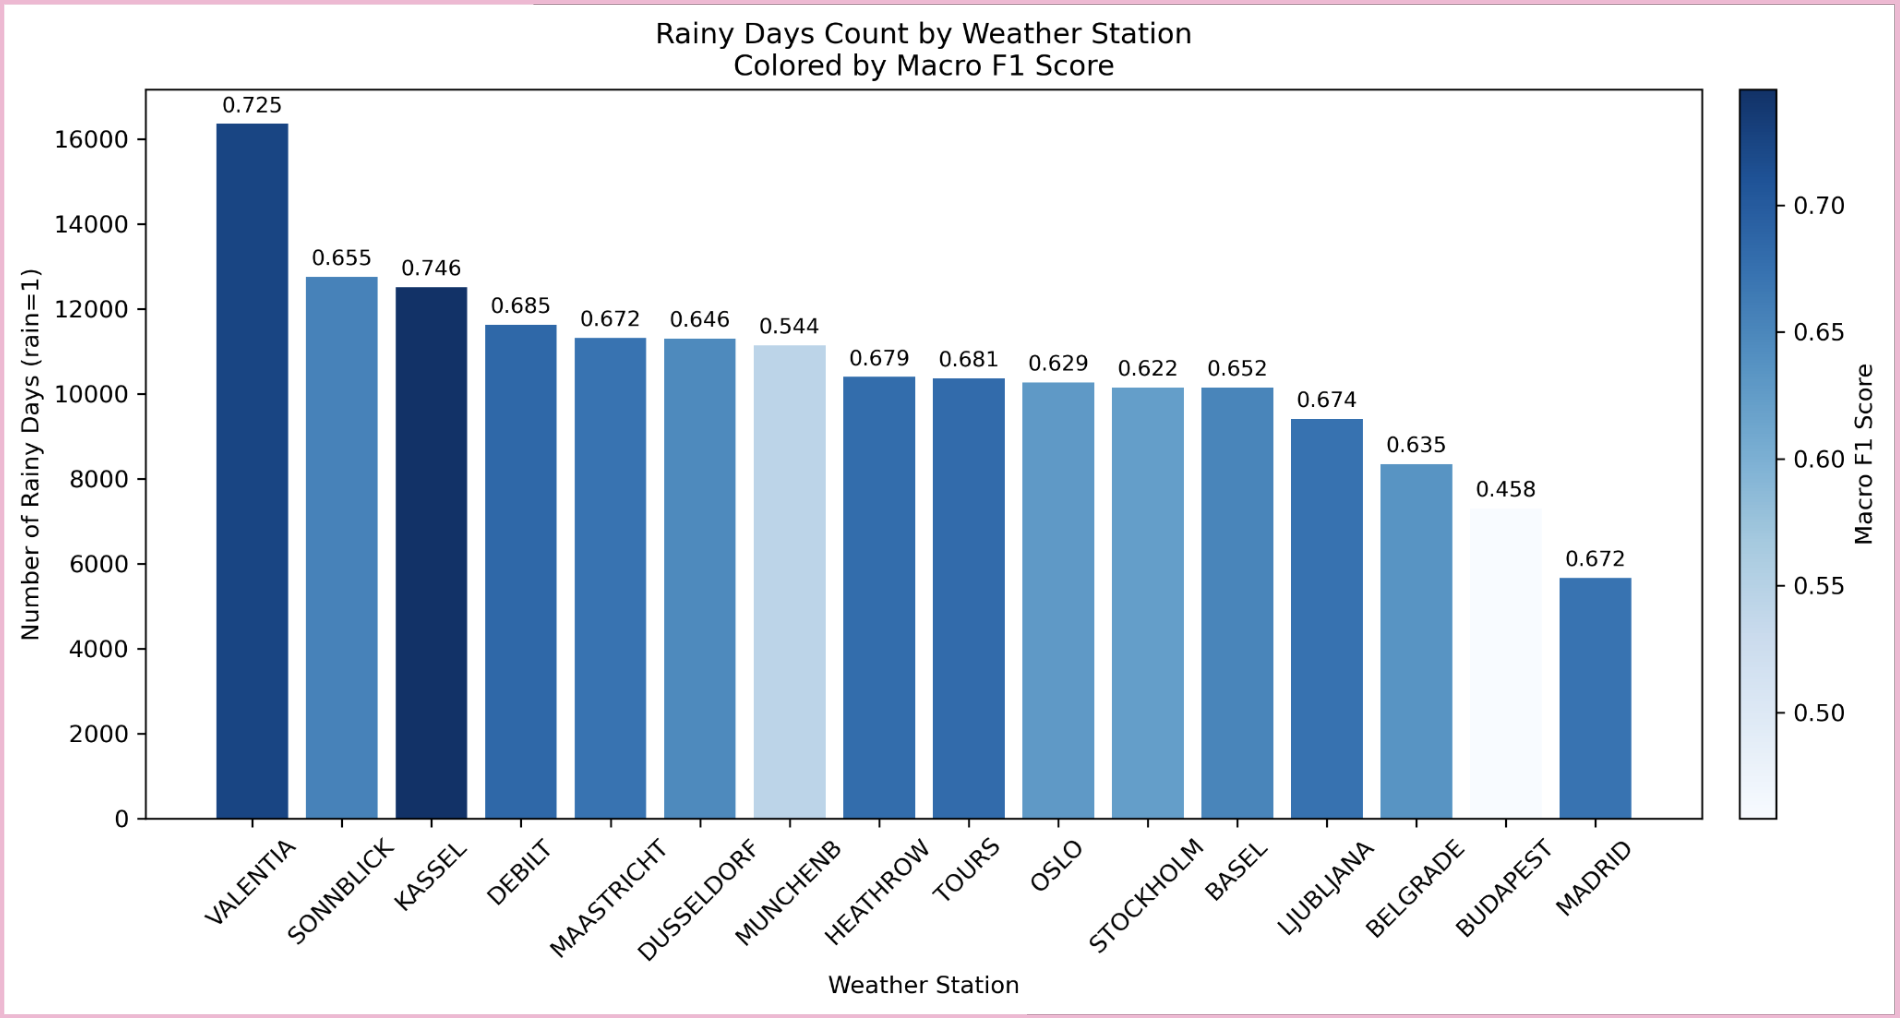 Rainy Days Count by Weather Station
Colored by Macro F1 Score
Number of Rainy Days (rain=1)
16000
14000
12000
10000
8000
6000
4000
2000
0
0.725
0.655
0.746
0.685
0.672
0.646
0.544
0.679
0.681
0.629
0.622
0.652
0.674
0.635
0.458
0.672
VALENTIA
SONNBLICK
KASSEL
DEBILT
MAASTRICHT
DUSSELDORF
MUNCHENB
HEATHROW
TOURS
OSLO
STOCKHOLM
BASEL
LJUBLJANA
BELGRADE
BUDAPEST
MADRID
Weather Station
0.70
0.65
0.60
0.55
0.50
Macro F1 Score